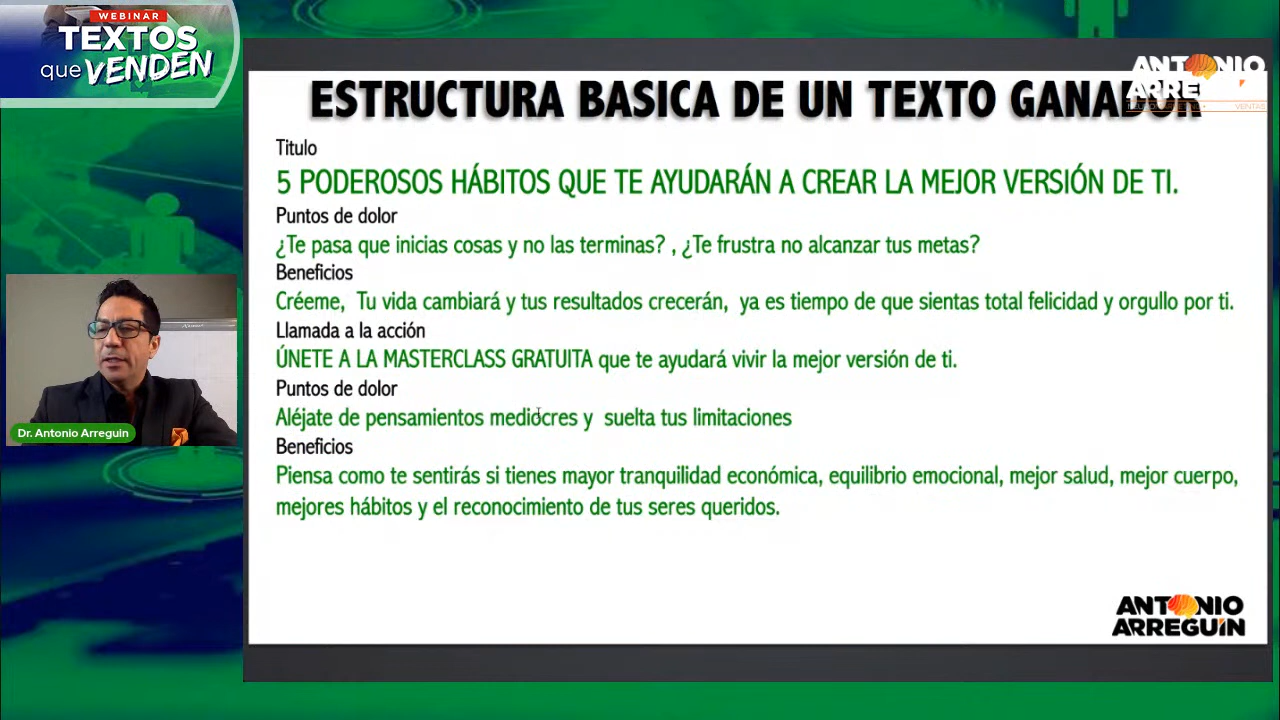 WEBINAR
TEXTOS
que VENDEN
ANTONIO
ESTRUCTURA BASICA DE UN TEXTO GANADOR
VENTAS
Titulo
5 PODEROSOS HÁBITOS QUE TE AYUDARÁN A CREAR LA MEJOR VERSIÓN DE TI.
Puntos de dolor
¿Te pasa que inicias cosas y no las terminas? , ¿Te frustra no alcanzar tus metas?
Beneficios
Créeme, Tu vida cambiará y tus resultados crecerán, ya es tiempo de que sientas total felicidad y orgullo por ti.
Llamada a la acción
ÚNETE A LA MASTERCLASS GRATUITA que te ayudará vivir la mejor versión de ti.
Puntos de dolor
Aléjate de pensamientos mediocres y suelta tus limitaciones
Beneficios
Piensa como te sentirás si tienes mayor tranquilidad económica, equilibrio emocional, mejor salud, mejor cuerpo,
mejores hábitos y el reconocimiento de tus seres queridos.
Dr. Antonio Arreguin
ANTONIO
ARREGUÍN